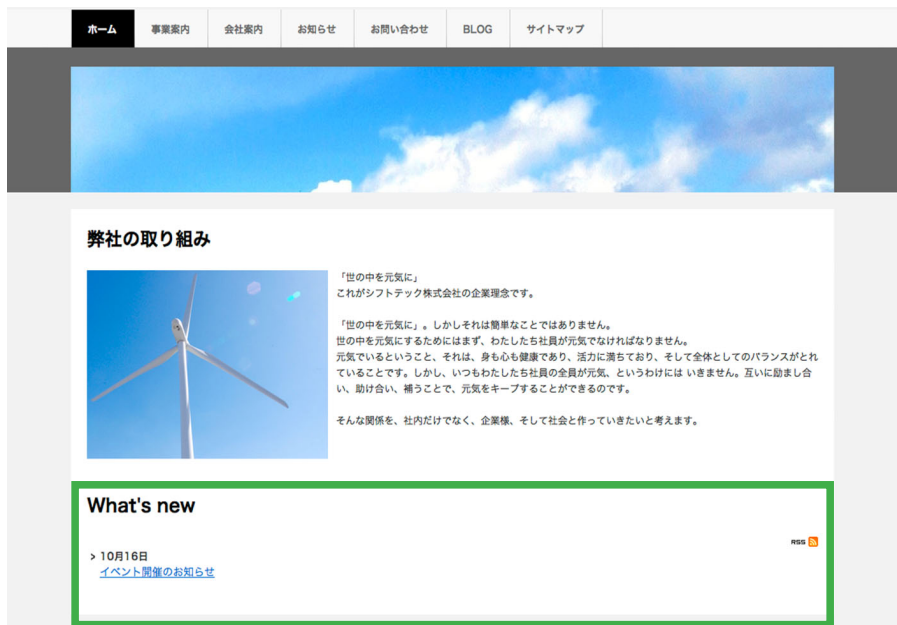 ホーム 事業案内 会社案内 お知らせ お問い合わせ BLOG サイトマップ
弊社の取り組み
「世の中を元気に」
これがシフトテック株式会社の企業理念です。
「世の中を元気に」。しかしそれは簡単なことではありません。
世の中を元気にするためにはまず、わたしたち社員が元気でなければなりません。
元気でいるということ、それは、身も心も健康であり、活力に満ちており、そして全体としてのバランスがとれ
ていることです。しかし、いつもわたしたち社員の全員が元気、というわけには いきません。互いに励まし合
い、助け合い、補うことで、元気をキープすることができるのです。
そんな関係を、社内だけでなく、企業様、そして社会と作っていきたいと考えます。
What's new
RSS
> 10月16日
イベント開催のお知らせ